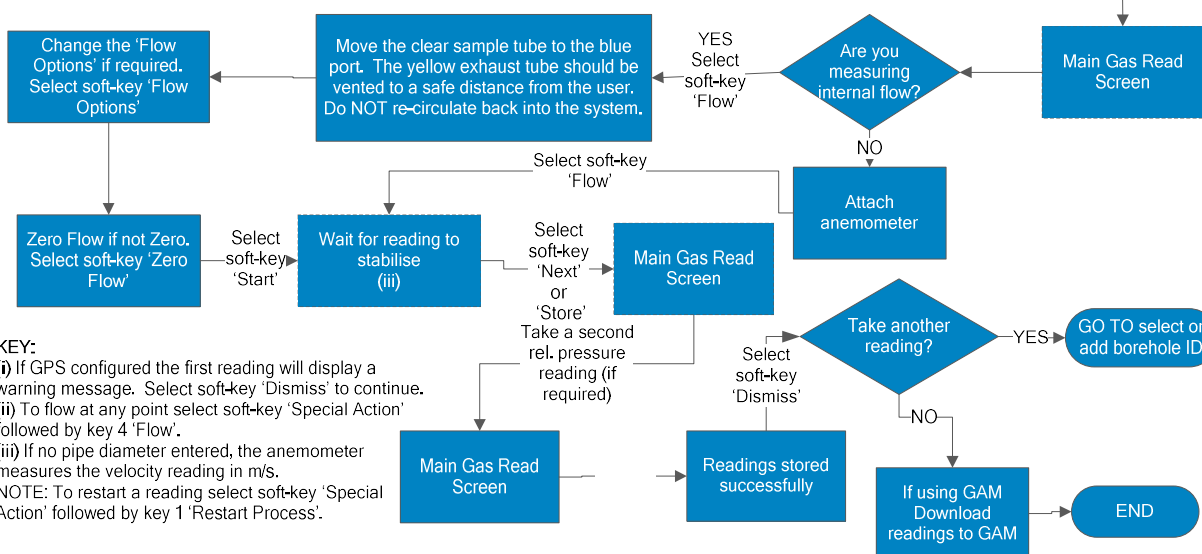 Main Gas Read
Screen
Are you
measuring
internal flow?
YES
Select
soft-key
'Flow'
Move the clear sample tube to the blue
port.  The yellow exhaust tube should be
vented to a safe distance from the user.
Do NOT re-circulate back into the system.
Change the 'Flow
Options' if required.
Select soft-key 'Flow
Options'
NO
Attach
anemometer
Select soft-key
'Flow'
Zero Flow if not Zero.
Select soft-key 'Zero
Flow'
Select
soft-key
'Start'
Wait for reading to
stabilise
(iii)
Select
soft-key
'Next'
or
'Store'
Main Gas Read
Screen
Take a second
rel. pressure
reading (if
required)
Main Gas Read
Screen
Readings stored
successfully
Select
soft-key
'Dismiss'
Take another
reading?
YES
GO TO select or
add borehole ID
NO
If using GAM
Download
readings to GAM
END
KEY:
(i) If GPS configured the first reading will display a
warning message.  Select soft-key 'Dismiss' to continue.
(ii) To flow at any point select soft-key 'Special Action'
followed by key 4 'Flow'.
(iii) If no pipe diameter entered, the anemometer
measures the velocity reading in m/s.
NOTE: To restart a reading select soft-key 'Special
Action' followed by key 1 'Restart Process'.